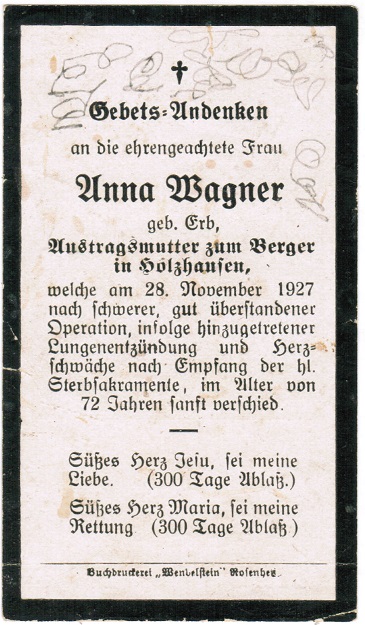 Gebets-Andenken
an die ehrengeachtete Frau
Anna Wagner
geb. Erb,
Austragsmutter zum Berger
in Holzhausen,
welche am 28. November 1927
nach schwerer, gut überstandener
Operation, infolge hinzugetretener
Lungenentzündung und Herz-
schwäche nach Empfang der hl.
Sterbsakramente, im Alter von
72 Jahren sanft verschied.
Süßes Herz Jesu, sei meine
Liebe. (300 Tage Ablaß.)
Süßes Herz Maria, sei meine
Rettung (300 Tage Ablaß)
Buchdruckerei „Wendelstein" Rosenheim